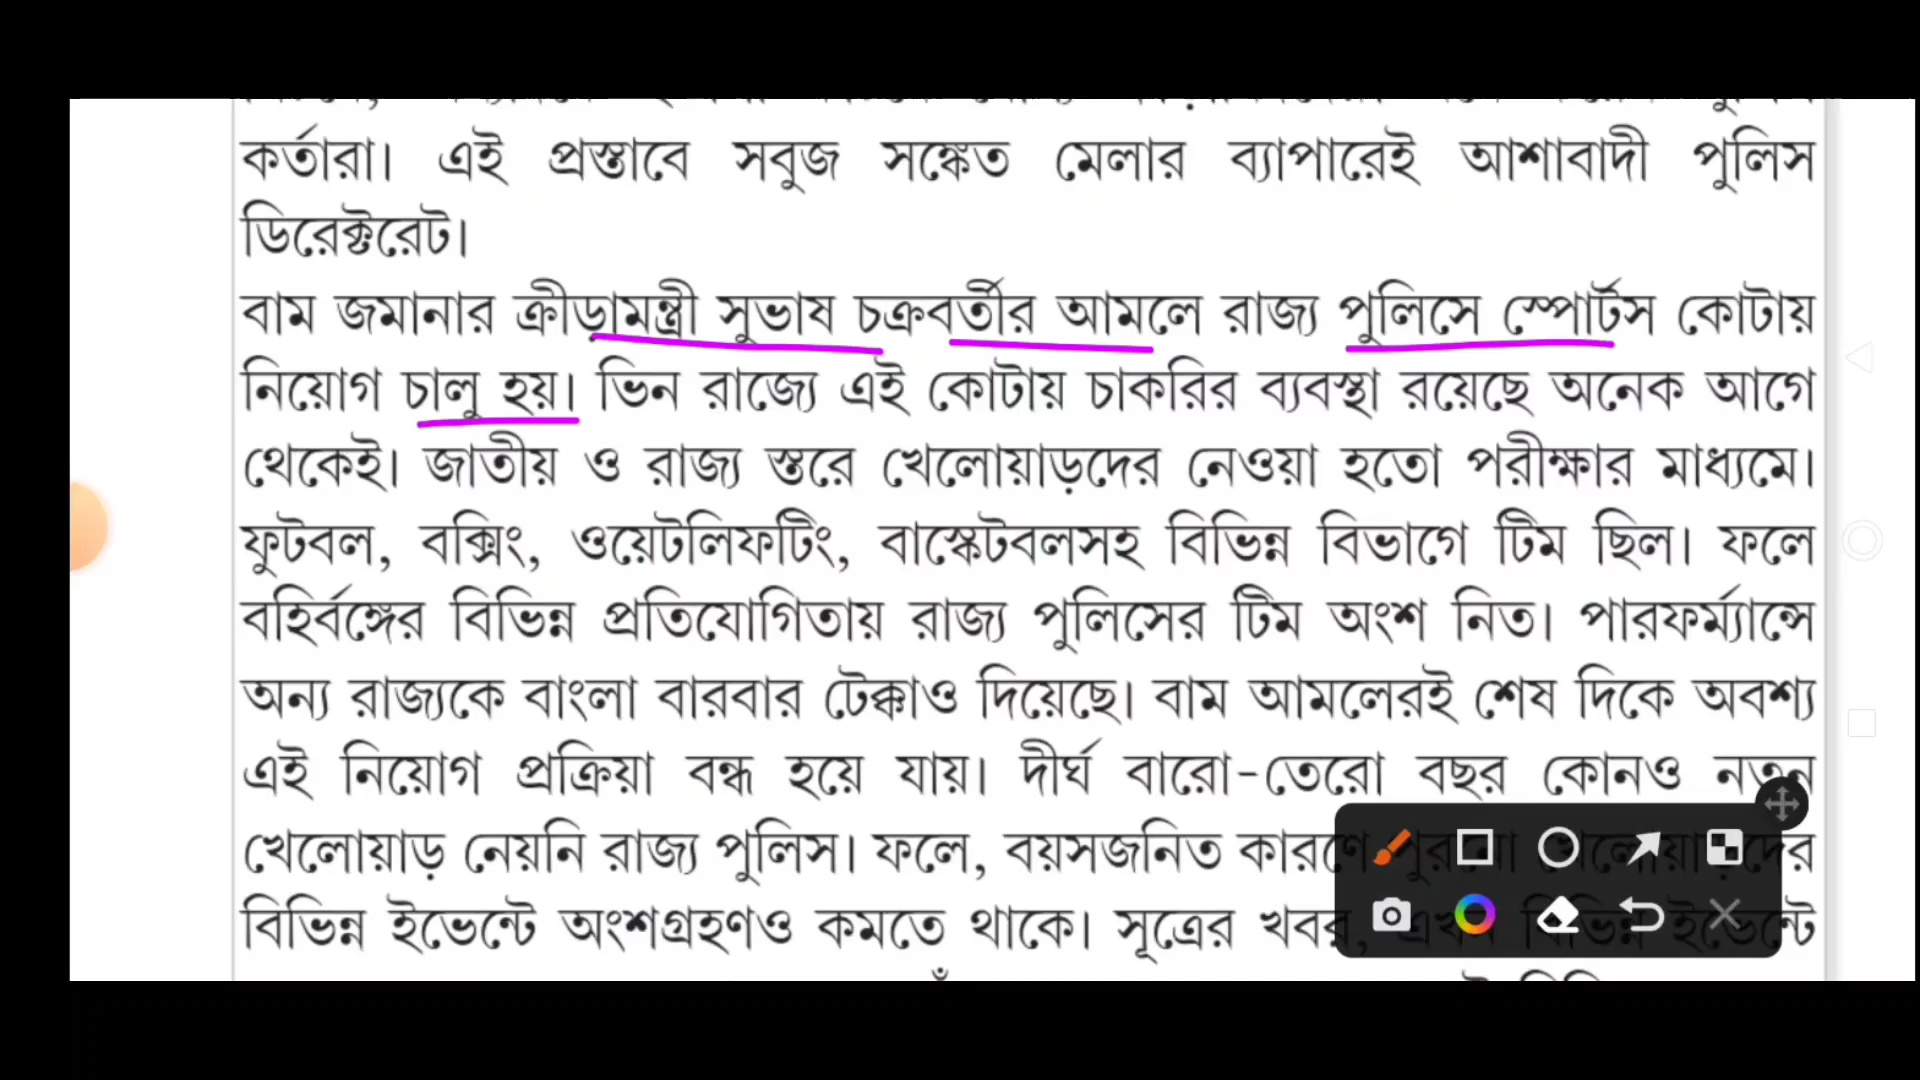 কর্তারা। এই প্রস্তাবে সবুজ সঙ্কেত মেলার ব্যাপারেই আশাবাদী পুলিস
ডিরেক্টরেট।
বাম জমানার ক্রীড়ামন্ত্রী সুভাষ চক্রবর্তীর আমলে রাজ্য পুলিসে স্পোর্টস কোটায়
নিয়োগ চালু হয়। ভিন রাজ্যে এই কোটায় চাকরির ব্যবস্থা রয়েছে অনেক আগে
থেকেই। জাতীয় ও রাজ্য স্তরে খেলোয়াড়দের নেওয়া হতো পরীক্ষার মাধ্যমে।
ফুটবল, বক্সিং, ওয়েটলিফটিং, বাস্কেটবলসহ বিভিন্ন বিভাগে টিম ছিল। ফলে
বহির্বঙ্গের বিভিন্ন প্রতিযোগিতায় রাজ্য পুলিসের টিম অংশ নিত। পারফর্ম্যান্সে
অন্য রাজ্যকে বাংলা বারবার টেক্কাও দিয়েছে। বাম আমলেরই শেষ দিকে অবশ্য
এই নিয়োগ প্রক্রিয়া বন্ধ হয়ে যায়। দীর্ঘ বারো-তেরো বছর কোনও নতুন
খেলোয়াড় নেয়নি রাজ্য পুলিস। ফলে, বয়সজনিত কারণে পুরনো খেলোয়াড়দের
বিভিন্ন ইভেন্টে অংশগ্রহণও কমতে থাকে। সূত্রের খবর, এখন বিভিন্ন ইভেন্টে